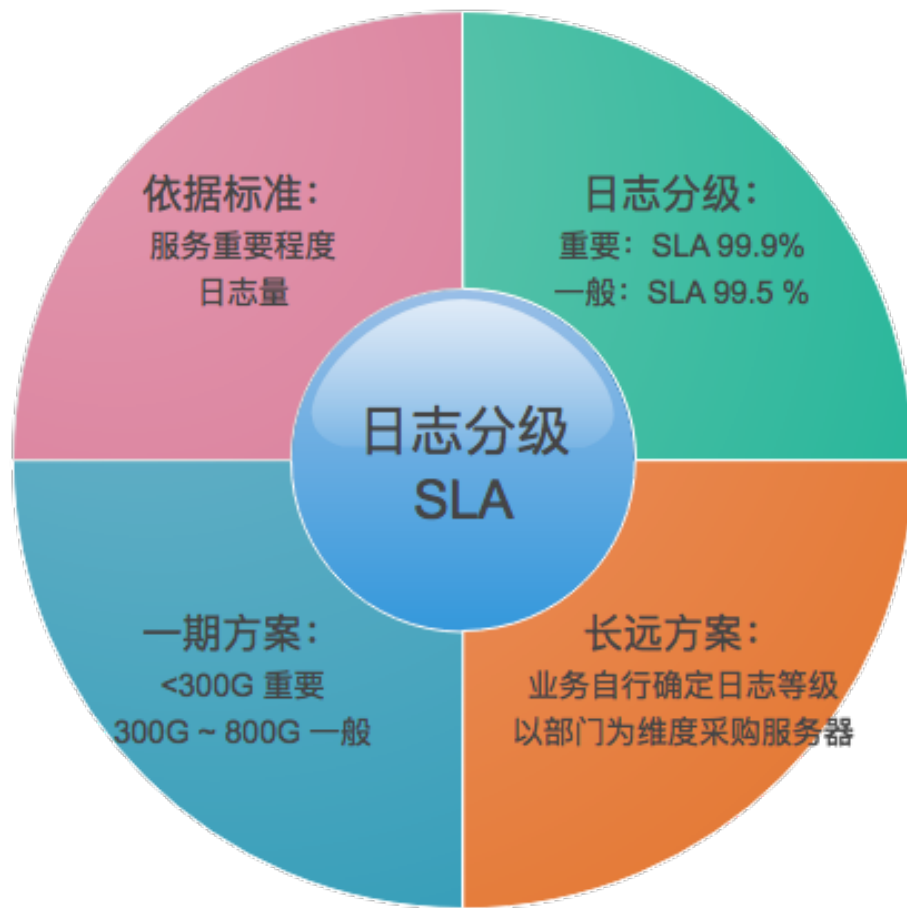 依据标准：
服务重要程度
日志量
日志分级：
重要：SLA 99.9%
一般：SLA 99.5 %
日志分级
SLA
一期方案：
<300G 重要
300G ~ 800G 一般
长远方案：
业务自行确定日志等级
以部门为维度采购服务器